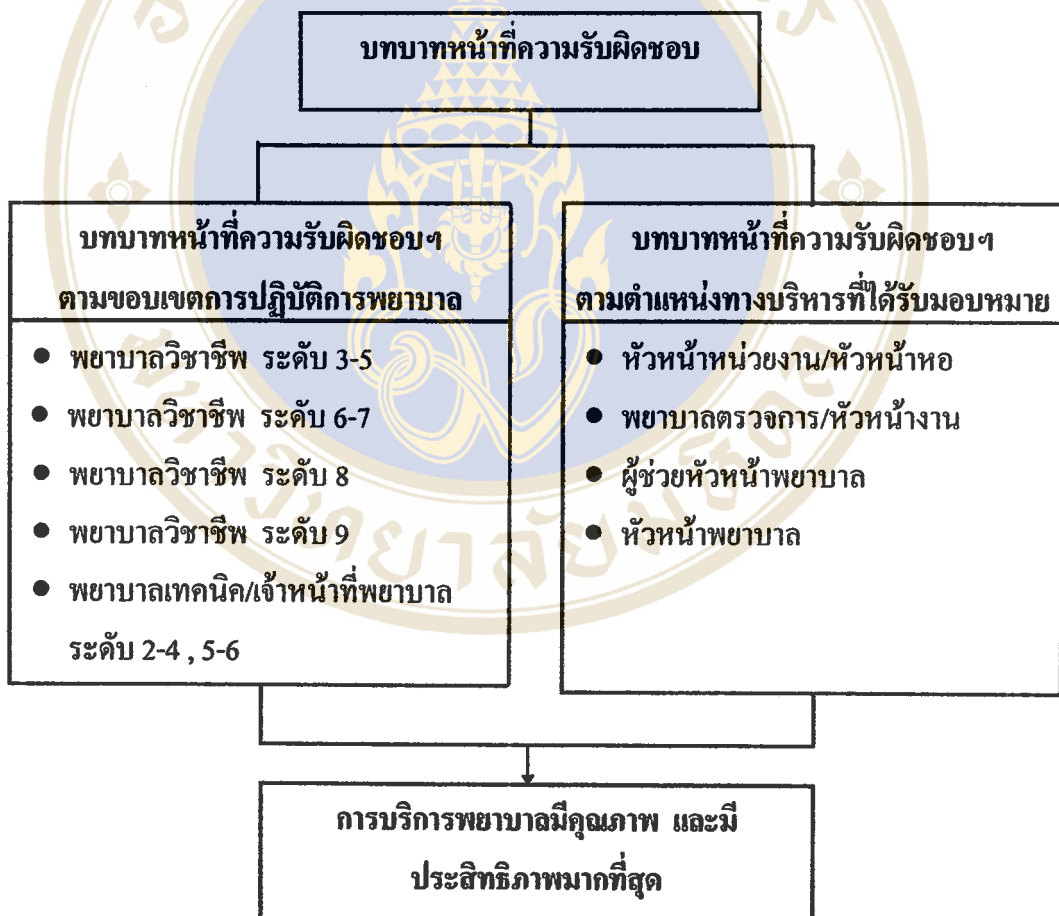 บทบาทหน้าที่ความรับผิดชอบ
บทบาทหน้าที่ความรับผิดชอบฯ
ตามขอบเขตการปฏิบัติการพยาบาล
● พยาบาลวิชาชีพ ระดับ 3-5
● พยาบาลวิชาชีพ ระดับ 6-7
● พยาบาลวิชาชีพ ระดับ 8
● พยาบาลวิชาชีพ ระดับ 9
● พยาบาลเทคนิค/เจ้าหน้าที่พยาบาล
ระดับ 2-4 , 5-6
บทบาทหน้าที่ความรับผิดชอบฯ
ตามตำแหน่งทางบริหารที่ได้รับมอบหมาย
● หัวหน้าหน่วยงาน/หัวหน้าหอ
● พยาบาลตรวจการ/หัวหน้างาน
● ผู้ช่วยหัวหน้าพยาบาล
● หัวหน้าพยาบาล
การบริการพยาบาลมีคุณภาพ และมี
ประสิทธิภาพมากที่สุด
มหาวิทยาลัยมหิดล